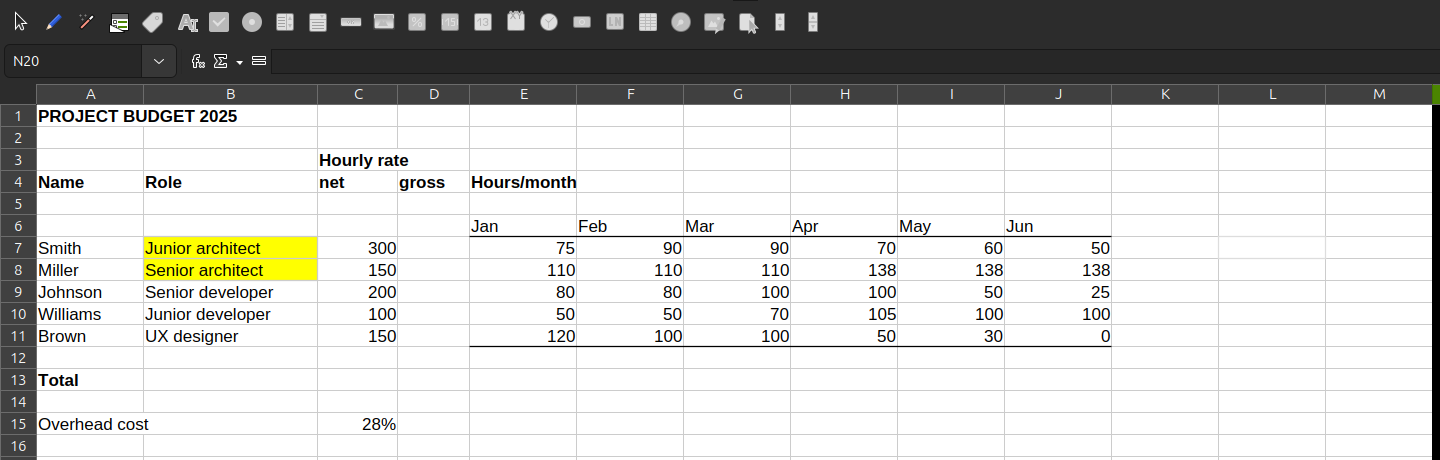 N20
A B C D E F G H I J K L M
1 PROJECT BUDGET 2025
2
3 Hourly rate
4 Name Role net gross Hours/month
5
6 Jan Feb Mar Apr May Jun
7 Smith Junior architect 300 75 90 90 70 60 50
8 Miller Senior architect 150 110 110 110 138 138 138
9 Johnson Senior developer 200 80 80 100 100 50 25
10 Williams Junior developer 100 50 50 70 105 100 100
11 Brown UX designer 150 120 100 100 50 30 0
12
13 Total
14
15 Overhead cost 28%
16